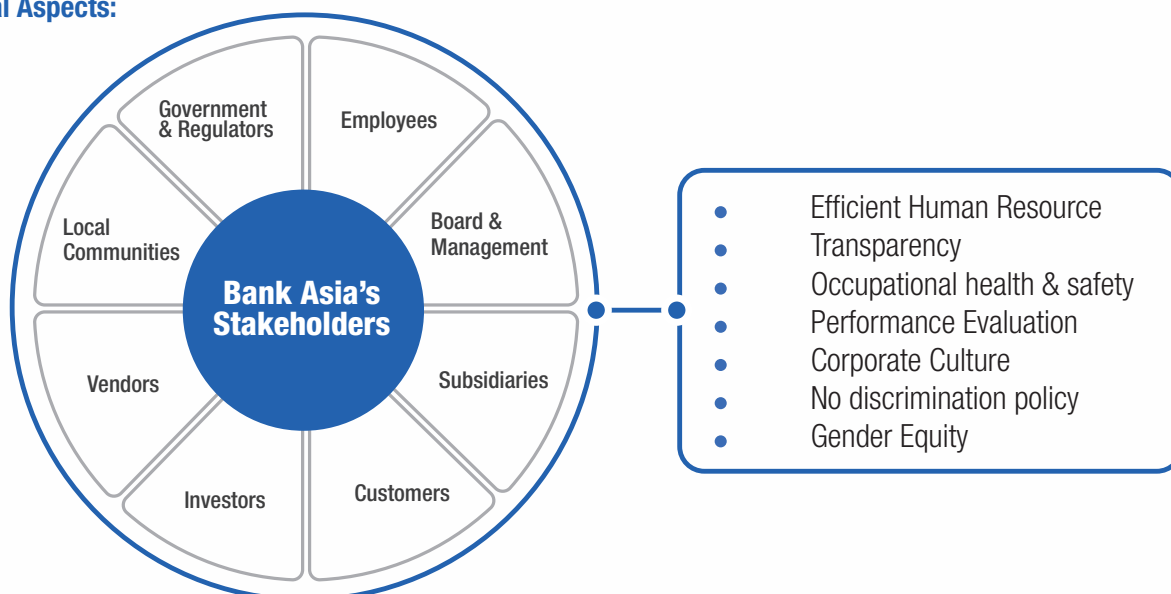 al Aspects:
Government
& Regulators
Employees
Local
Communities
Board &
Management
Bank Asia's
Stakeholders
Vendors
Subsidiaries
Investors
Customers
• Efficient Human Resource
• Transparency
• Occupational health & safety
• Performance Evaluation
• Corporate Culture
• No discrimination policy
• Gender Equity